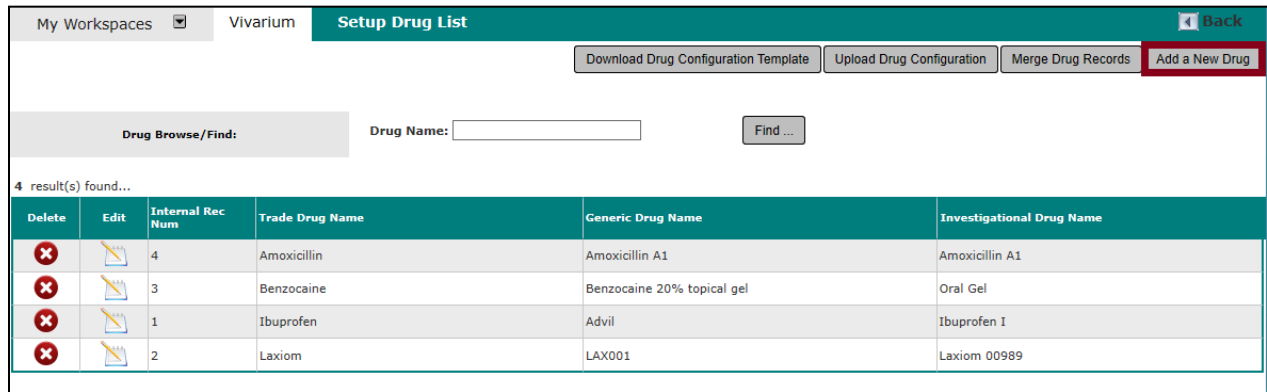 My Workspaces Vivarium Setup Drug List Back
Download Drug Configuration Template Upload Drug Configuration Merge Drug Records Add a New Drug
Drug Browse/Find: Drug Name: Find ...
4 result(s) found...
Delete Edit Internal Rec Num Trade Drug Name Generic Drug Name Investigational Drug Name
4 Amoxicillin Amoxicillin A1 Amoxicillin A1
3 Benzocaine Benzocaine 20% topical gel Oral Gel
1 Ibuprofen Advil Ibuprofen I
2 Laxiom LAX001 Laxiom 00989